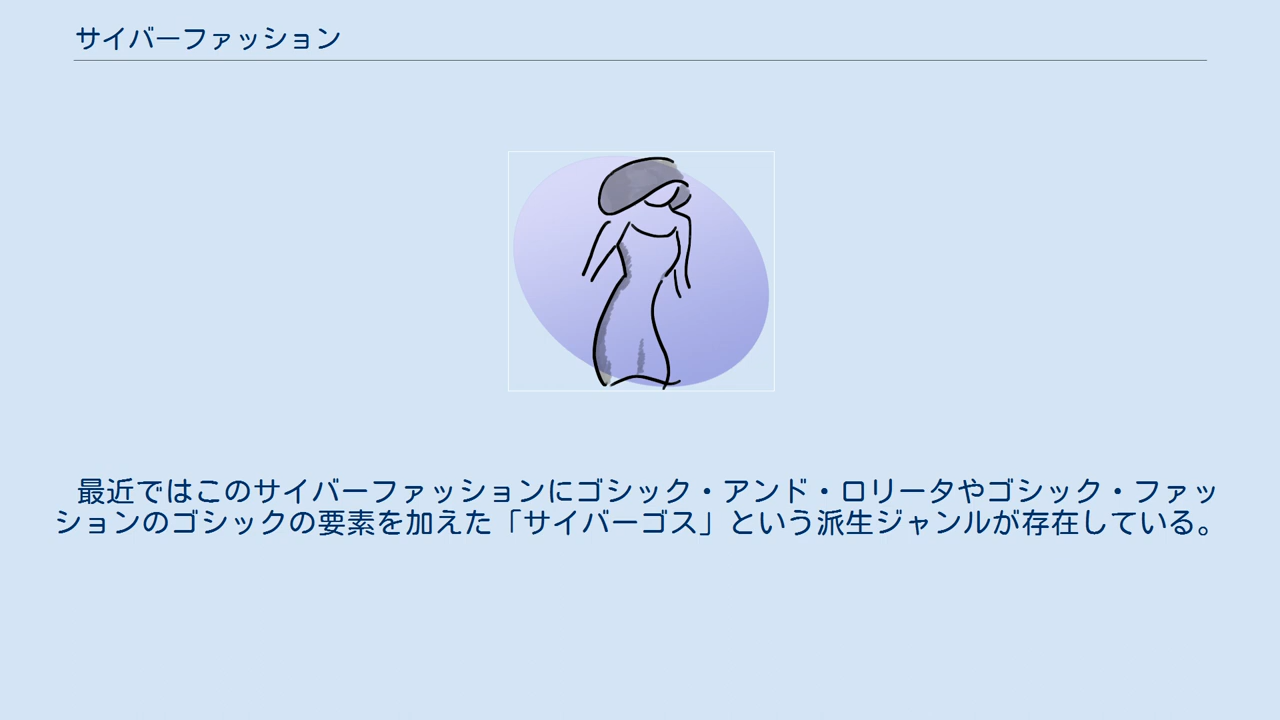 サイバーファッション
最近ではこのサイバーファッションにゴシック・アンド・ロリータやゴシック・ファッ
ションのゴシックの要素を加えた「サイバーゴス」という派生ジャンルが存在している。